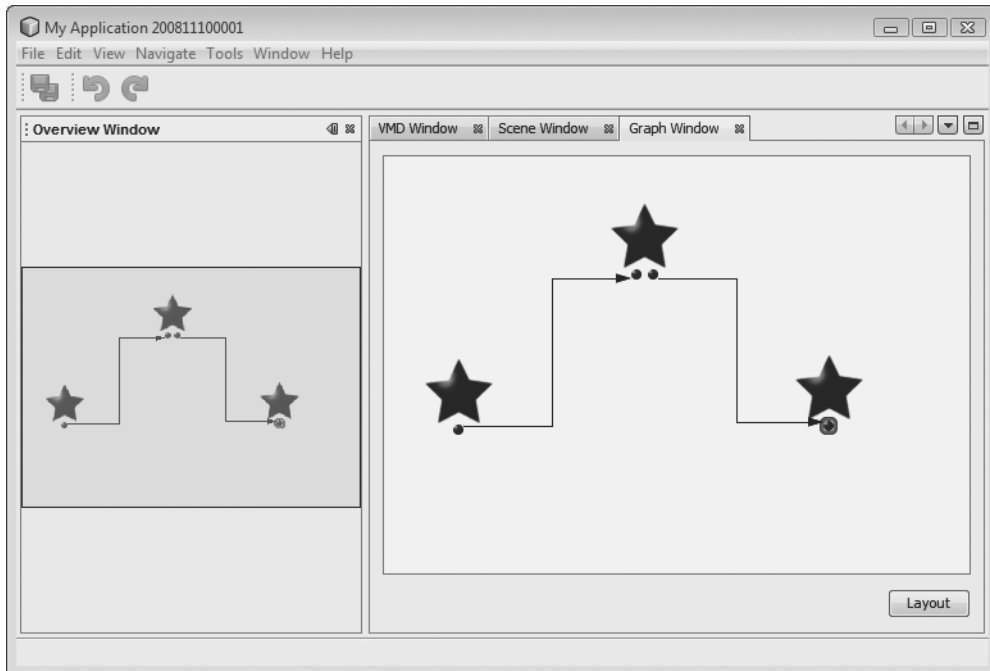 My Application 200811100001
File Edit View Navigate Tools Window Help
Overview Window
VMD Window Scene Window Graph Window
Layout